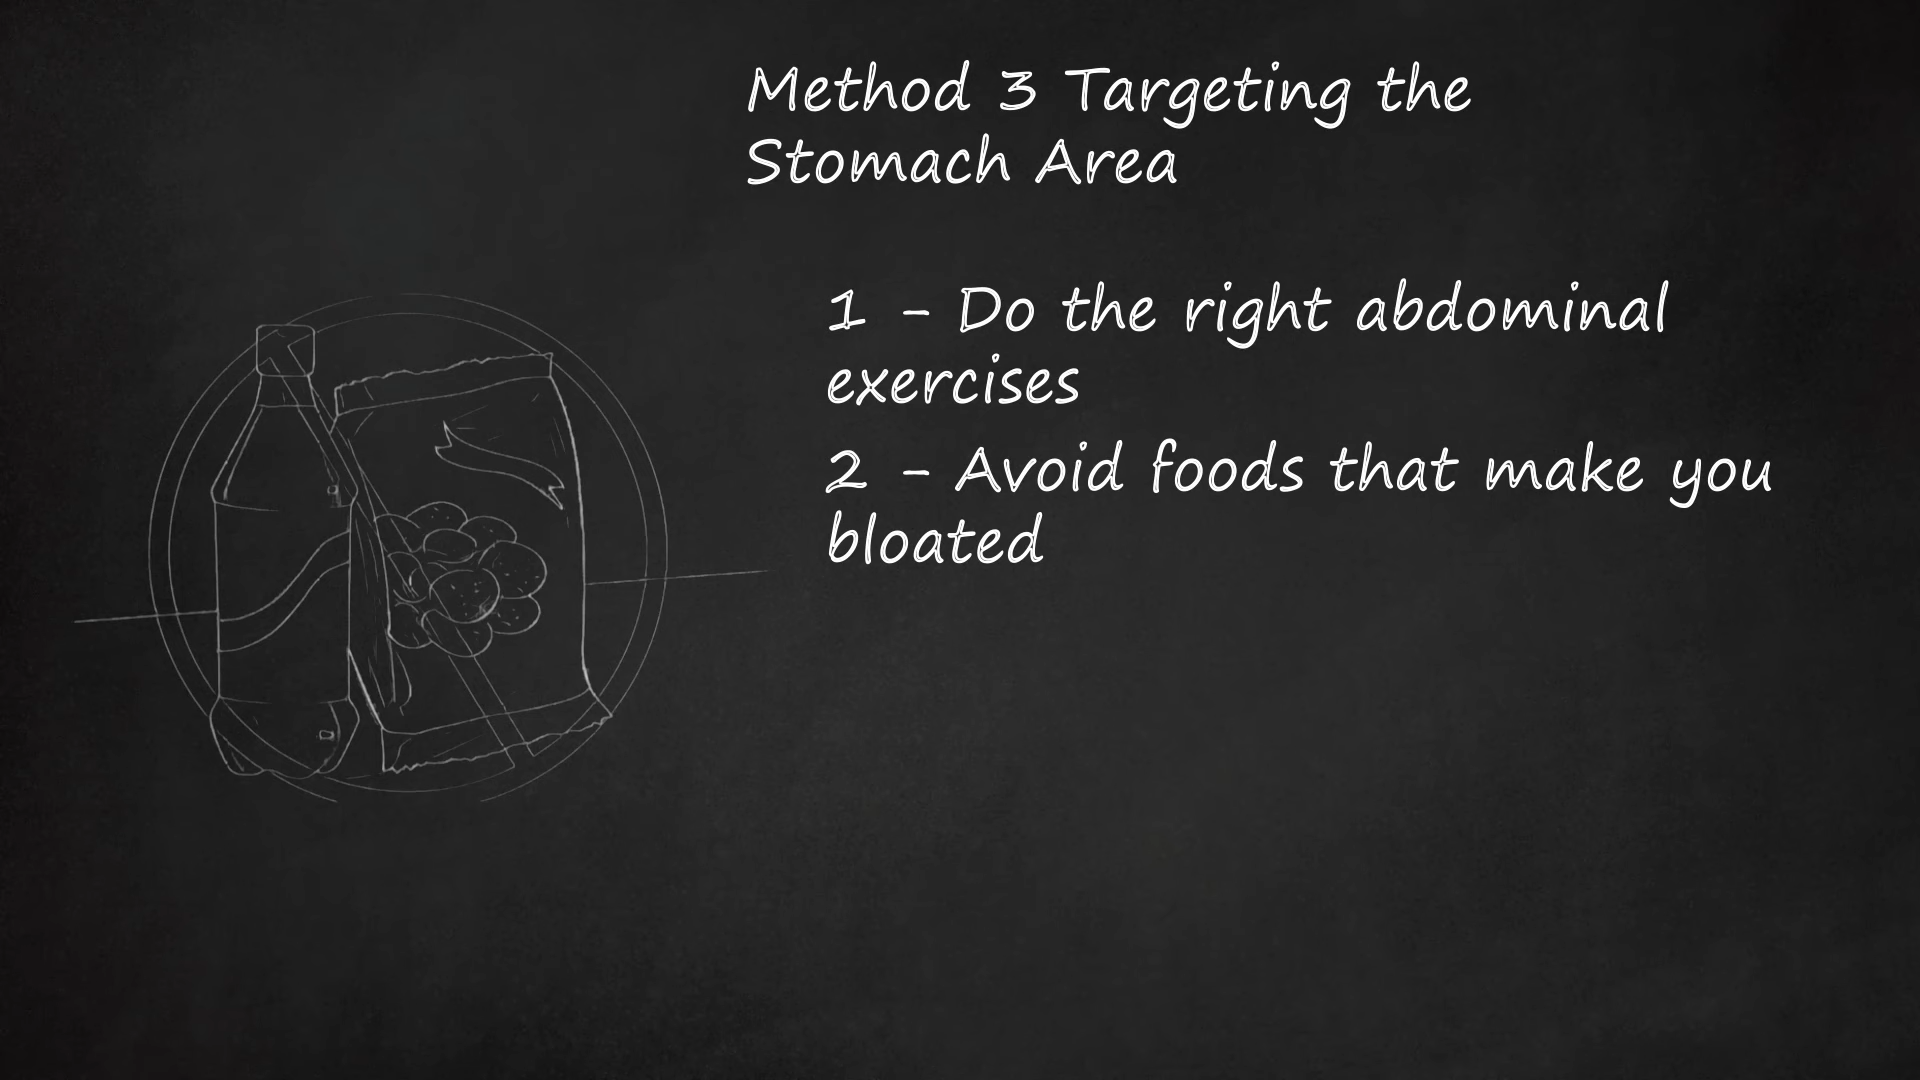 Method 3 Targeting the
Stomach Area
1 - Do the right abdominal
exercises
2 - Avoid foods that make you
bloated